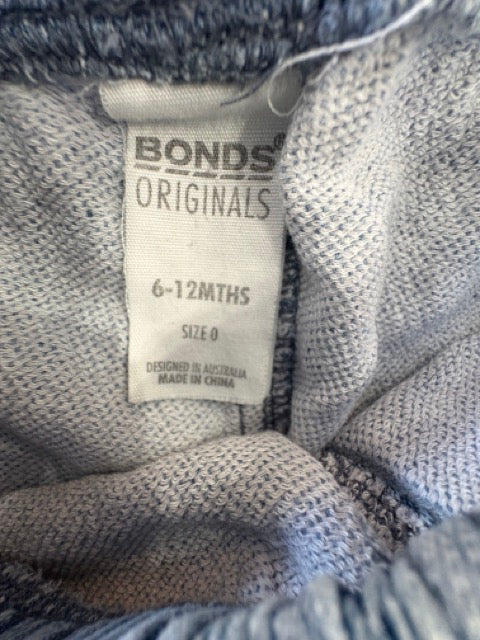 BONDS®
ORIGINALS
6-12MTHS
SIZE 0
DESIGNED IN AUSTRALIA
MADE IN CHINA